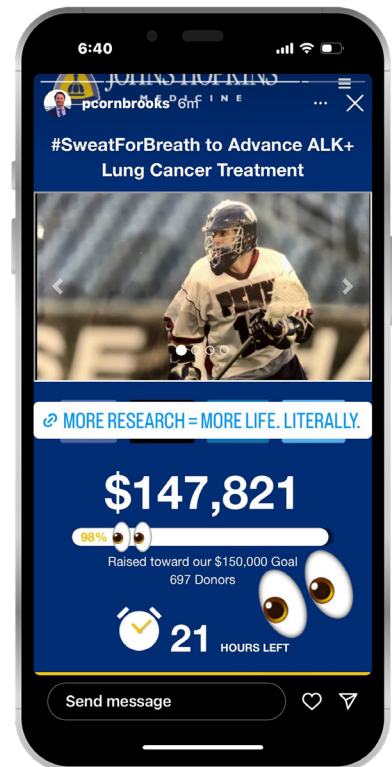 6:40
JOHNS HOPKINS
MEDICINE
pcornbrooks 6m
#SweatForBreath to Advance ALK+
Lung Cancer Treatment
PENN
MORE RESEARCH = MORE LIFE. LITERALLY.
$147,821
98%
Raised toward our $150,000 Goal
697 Donors
21 HOURS LEFT
Send message